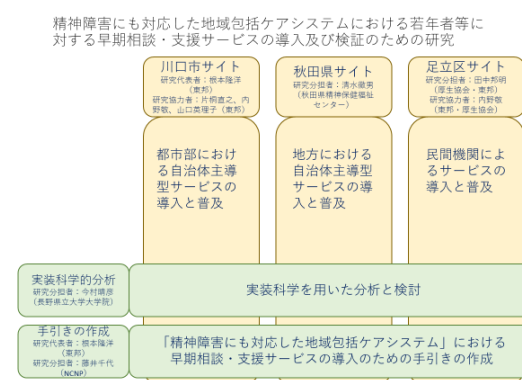 精神障害にも対応した地域包括ケアシステムにおける若年者等に
対する早期相談・支援サービスの導入及び検証のための研究
川口市サイト
研究代表者：根本隆洋
（東邦）
研究協力者：片桐直之、内
野敬、山口英理子（東邦）
秋田県サイト
研究分担者：清水徹男
（秋田県精神保健福祉
センター）
足立区サイト
研究分担者：田中邦明
（厚生協会・東邦）
研究協力者：内野敬
（東邦・厚生協会）
都市部におけ
る自治体主導
型サービスの
導入と普及
地方における
自治体主導型
サービスの導
入と普及
民間機関によ
るサービスの
導入と普及
実装科学的分析
研究分担者：今村晴彦
（長野県立大学大学院）
実装科学を用いた分析と検討
手引きの作成
研究代表者：根本隆洋
（東邦）
研究分担者：藤井千代
（NCNP）
「精神障害にも対応した地域包括ケアシステム」における
早期相談・支援サービスの導入のための手引きの作成